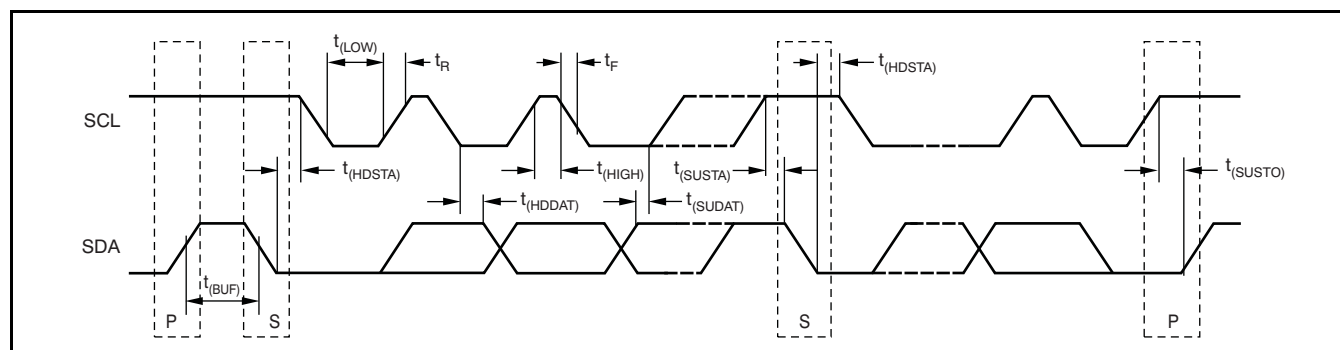 t(LOW)
tR
tF
t(HDSTA)
SCL
t(HDSTA)
t(HIGH)
t(SUSTA)
t(SUSTO)
t(HDDAT)
t(SUDAT)
SDA
t(BUF)
P
S
S
P